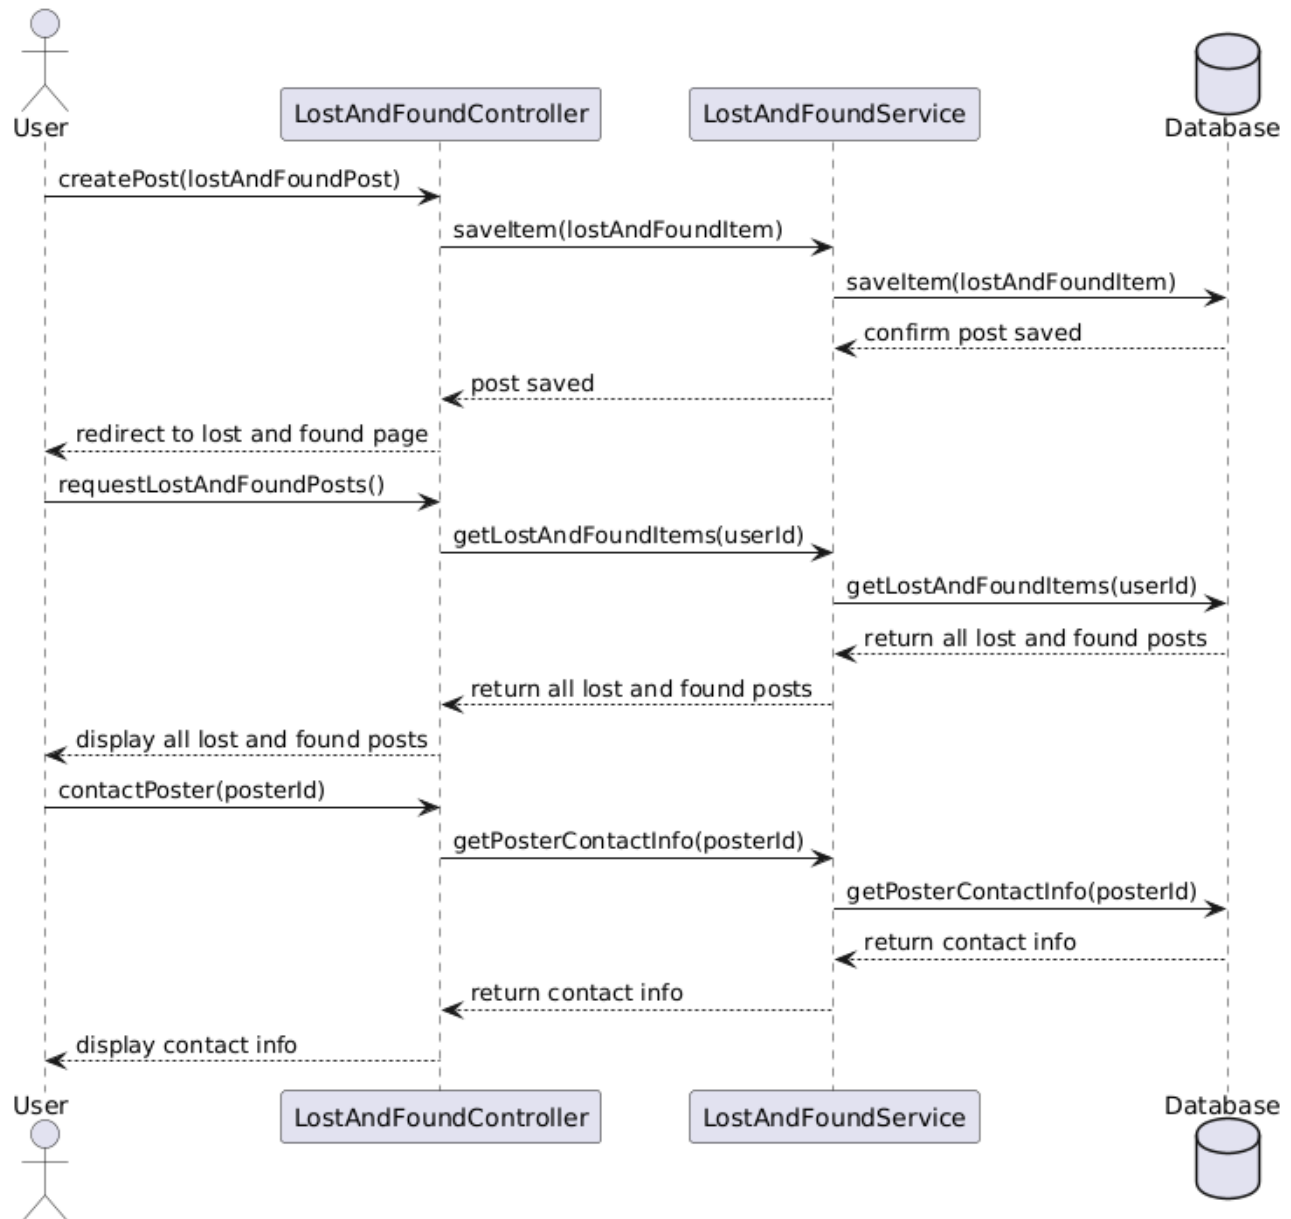 User
LostAndFoundController
LostAndFoundService
Database
createPost(lostAndFoundPost)
saveItem(lostAndFoundItem)
saveItem(lostAndFoundItem)
confirm post saved
post saved
redirect to lost and found page
requestLostAndFoundPosts()
getLostAndFoundItems(userId)
getLostAndFoundItems(userId)
return all lost and found posts
return all lost and found posts
display all lost and found posts
contactPoster(posterId)
getPosterContactInfo(posterId)
getPosterContactInfo(posterId)
return contact info
return contact info
display contact info
User
LostAndFoundController
LostAndFoundService
Database